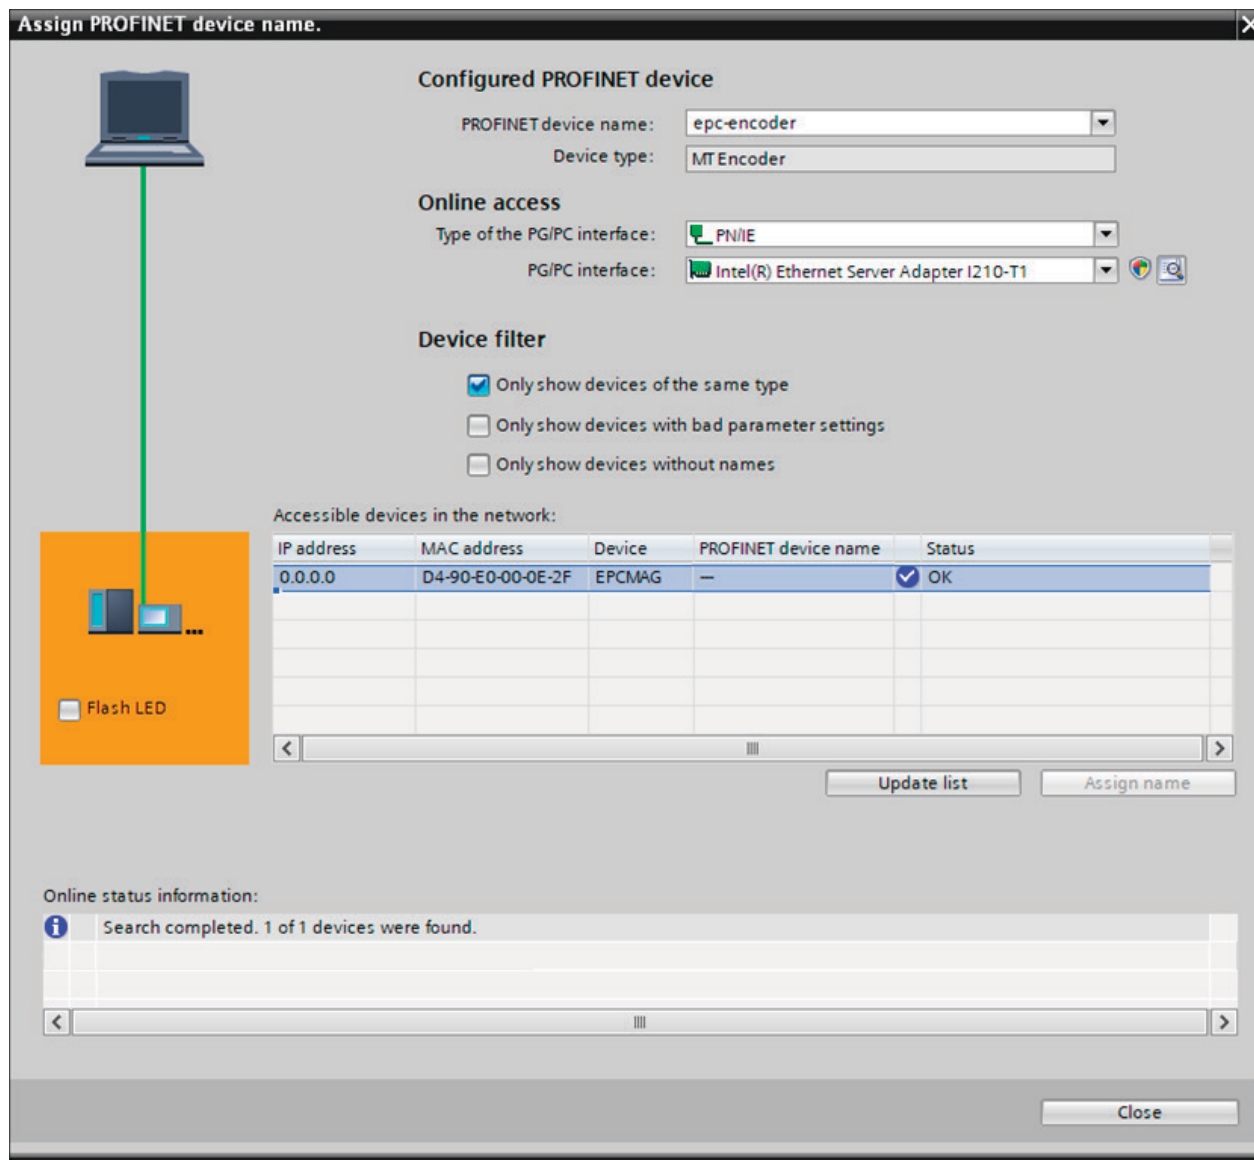 Assign PROFINET device name.
Configured PROFINET device
PROFINET device name: epc-encoder
Device type: MT Encoder
Online access
Type of the PG/PC interface: PN/IE
PG/PC interface: Intel(R) Ethernet Server Adapter I210-T1
Device filter
Only show devices of the same type
Only show devices with bad parameter settings
Only show devices without names
Accessible devices in the network:
IP address MAC address Device PROFINET device name Status
0.0.0.0 D4-90-E0-00-0E-2F EPCMAG — OK
...
Flash LED
Update list Assign name
Online status information:
Search completed. 1 of 1 devices were found.
Close